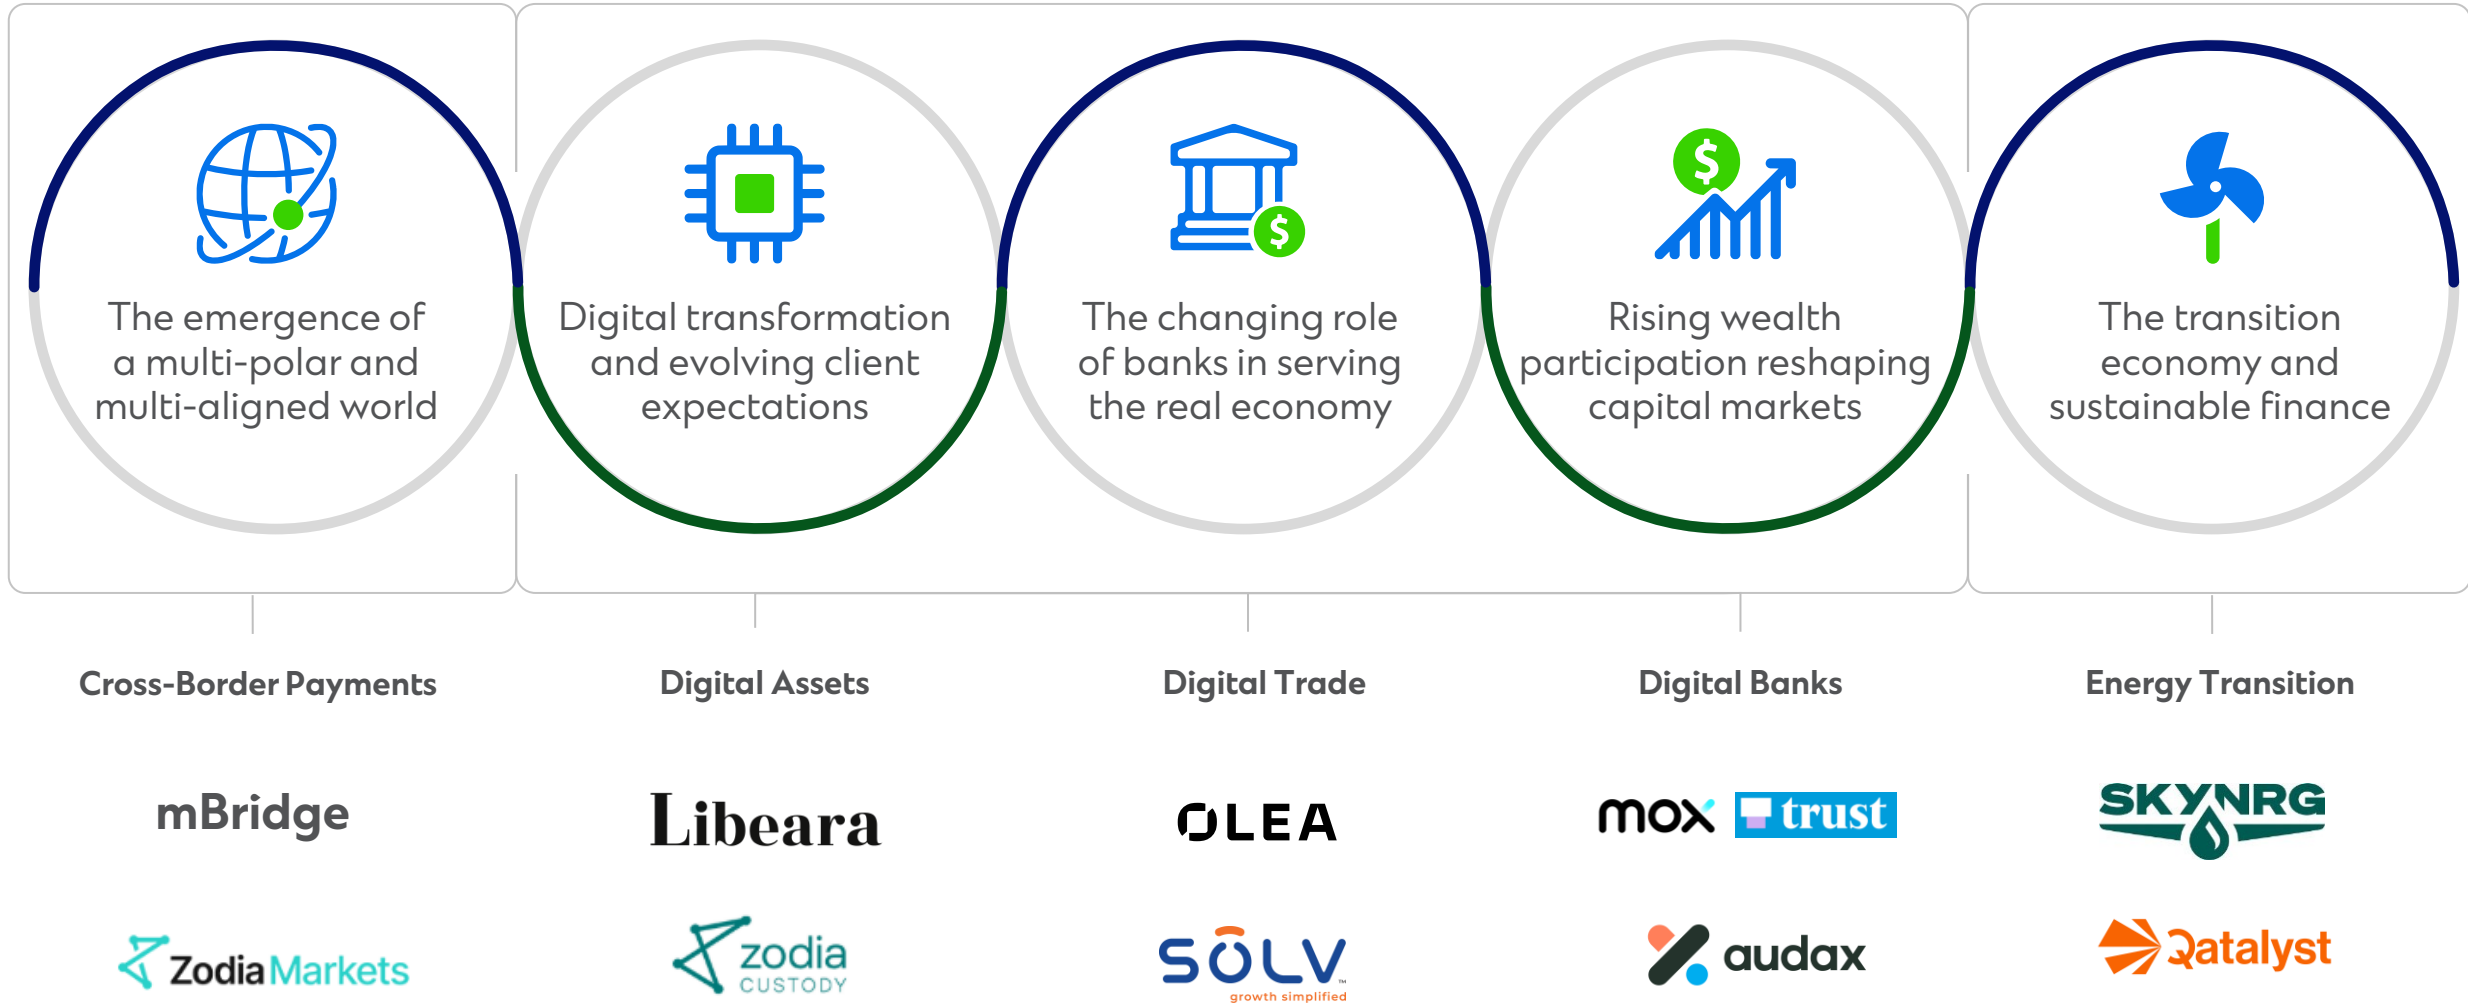 The emergence of
a multi-polar and
multi-aligned world
Digital transformation
and evolving client
expectations
$
The changing role
of banks in serving
the real economy
$
Rising wealth
participation reshaping
capital markets
The transition
economy and
sustainable finance
Cross-Border Payments
Digital Assets
Digital Trade
Digital Banks
Energy Transition
mBridge
Libeara
OLEA
mox
trust
SKYNRG
Zodia Markets
zodia
CUSTODY
SOLV™
growth simplified
audax
Qatalyst